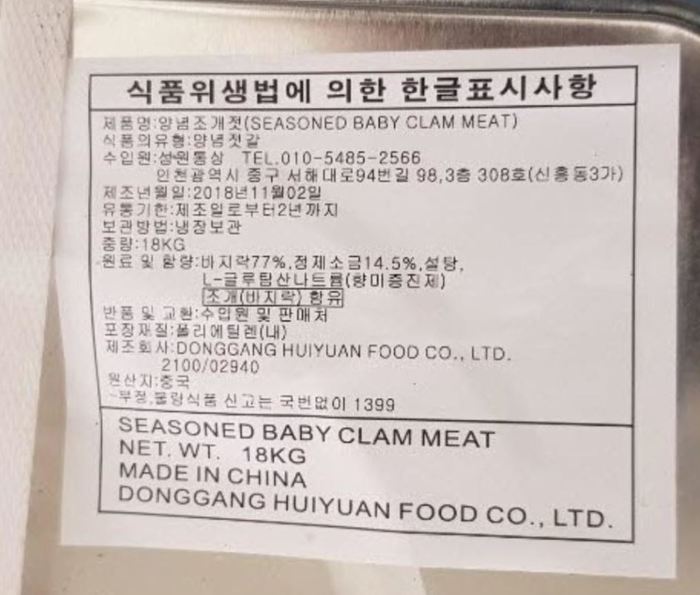 식품위생법에 의한 한글표시사항
제품명:양념조개젓(SEASONED BABY CLAM MEAT)
식품의유형:양념젓갈
수입원:성원통상 TEL.010-5485-2566
인천광역시 중구 서해대로94번길 98,3층 308호(신흥동3가)
제조년월일:2018년11월02일
유통기한:제조일로부터2년까지
보관방법:냉장보관
중량:18KG
원료 및 함량:바지락77%,정제소금14.5%,설탕,
L-글루탐산나트륨(향미증진제)
조개(바지락) 함유
반품 및 교환:수입원 및 판매처
포장재질:폴리에틸렌(내)
제조회사:DONGGANG HUIYUAN FOOD CO., LTD.
2100/02940
원산지:중국
-부정,불량식품 신고는 국번없이 1399
SEASONED BABY CLAM MEAT
NET. WT. 18KG
MADE IN CHINA
DONGGANG HUIYUAN FOOD CO., LTD.